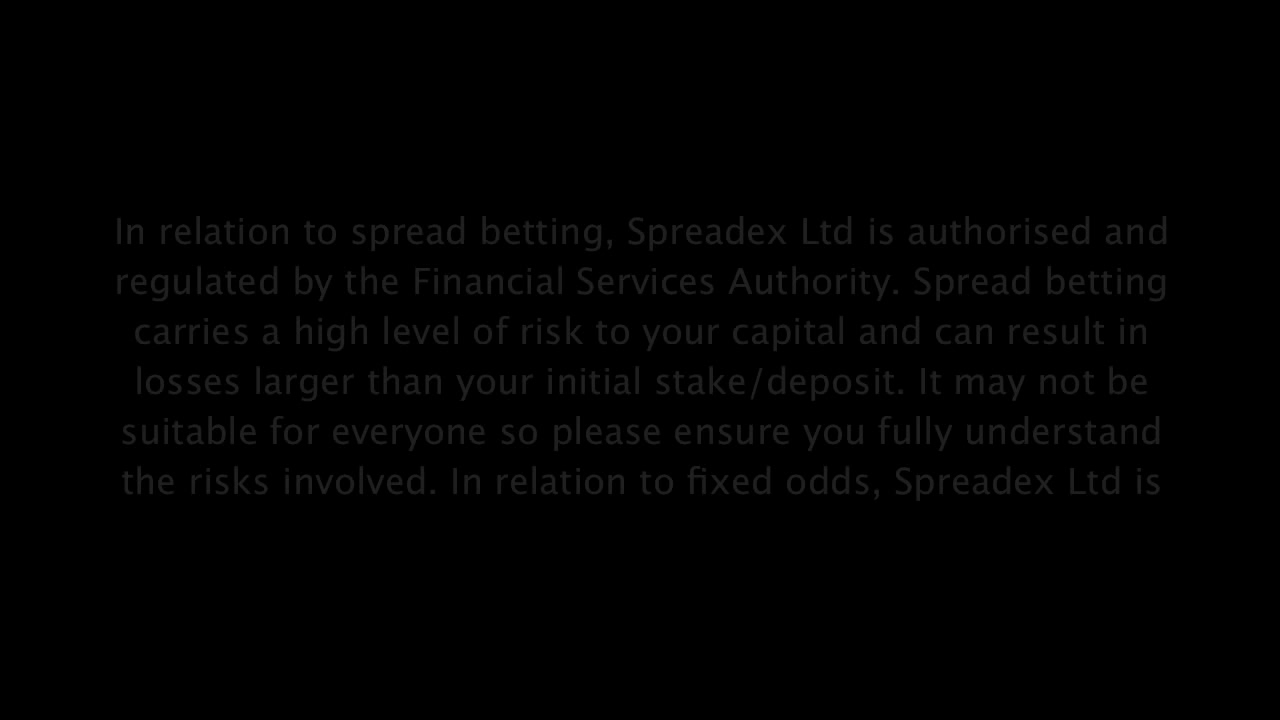 In relation to spread betting, Spreadex Ltd is authorised and
regulated by the Financial Services Authority. Spread betting
carries a high level of risk to your capital and can result in
losses larger than your initial stake/deposit. It may not be
suitable for everyone so please ensure you fully understand
the risks involved. In relation to fixed odds, Spreadex Ltd is